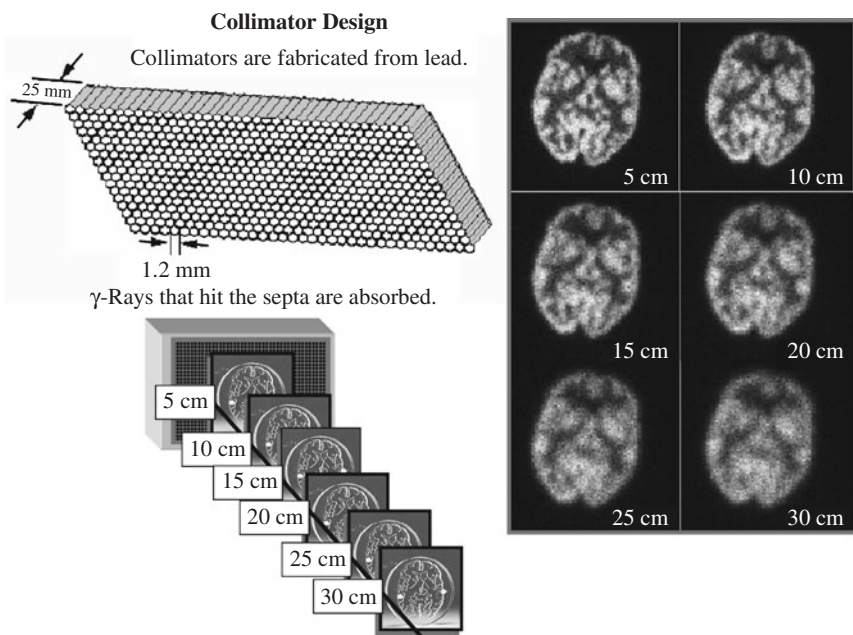 Collimator Design
Collimators are fabricated from lead.
25 mm
1.2 mm
γ-Rays that hit the septa are absorbed.
5 cm
10 cm
15 cm
20 cm
25 cm
30 cm
5 cm
10 cm
15 cm
20 cm
25 cm
30 cm